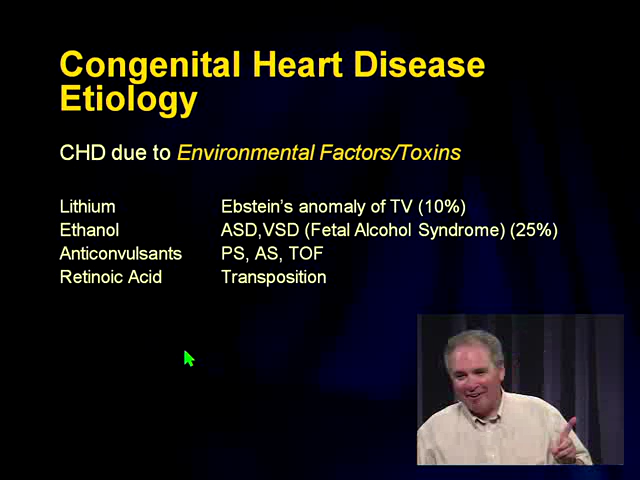 Congenital Heart Disease
Etiology
CHD due to Environmental Factors/Toxins
Lithium Ebstein's anomaly of TV (10%)
Ethanol ASD,VSD (Fetal Alcohol Syndrome) (25%)
Anticonvulsants PS, AS, TOF
Retinoic Acid Transposition